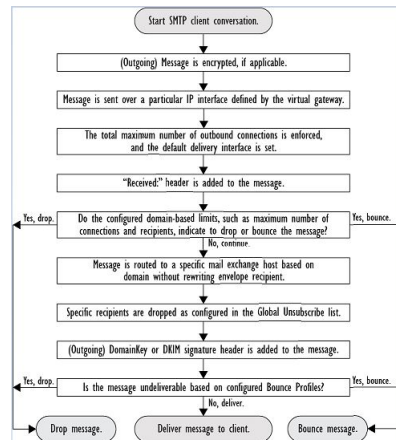 Start SMTP client conversation.
(Outgoing) Message is encrypted, if applicable.
Message is sent over a particular IP interface defined by the virtual gateway.
The total maximum number of outbound connections is enforced,
and the default delivery interface is set.
“Received:” header is added to the message.
Yes, drop.
Do the configured domain-based limits, such as maximum number of
connections and recipients, indicate to drop or bounce the message?
Yes, bounce.
No, continue.
Message is routed to a specific mail exchange host based on
domain without rewriting envelope recipient.
Specific recipients are dropped as configured in the Global Unsubscribe list.
(Outgoing) DomainKey or DKIM signature header is added to the message.
Yes, drop.
Is the message undeliverable based on configured Bounce Profiles?
Yes, bounce.
No, deliver.
Drop message.
Deliver message to client.
Bounce message.